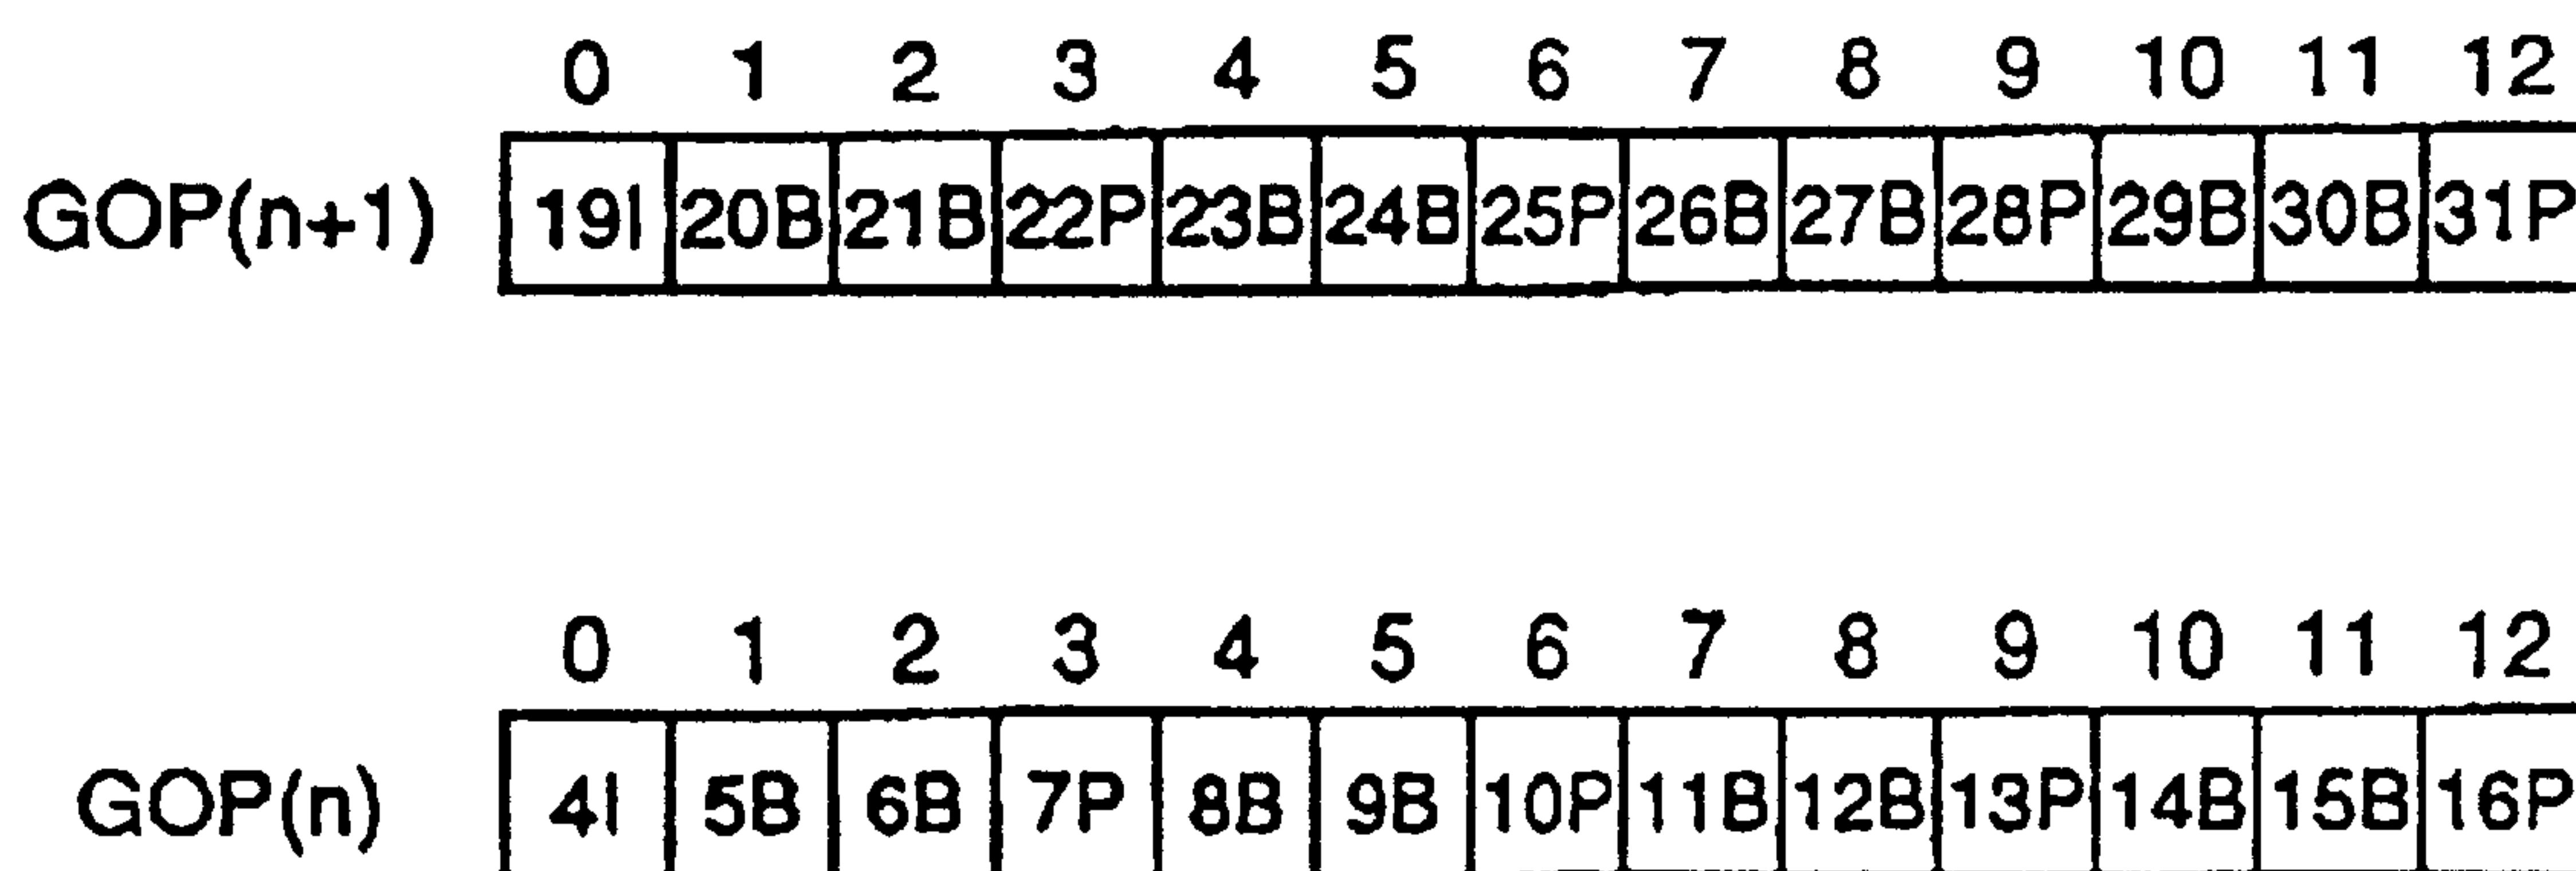 0 1 2 3 4 5 6 7 8 9 10 11 12
GOP(n+1) 19I 20B 21B 22P 23B 24B 25P 26B 27B 28P 29B 30B 31P
0 1 2 3 4 5 6 7 8 9 10 11 12
GOP(n) 4I 5B 6B 7P 8B 9B 10P 11B 12B 13P 14B 15B 16P